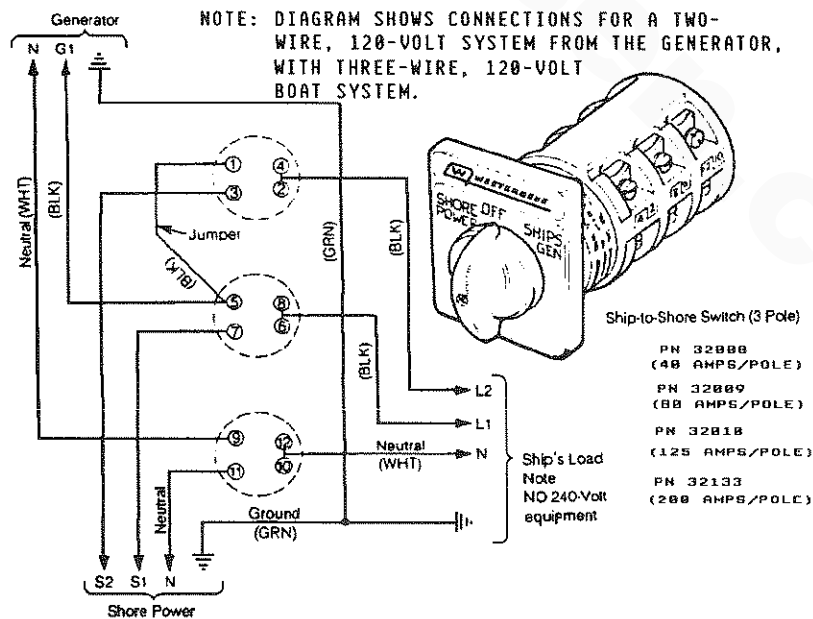 NOTE: DIAGRAM SHOWS CONNECTIONS FOR A TWO-
WIRE, 120-VOLT SYSTEM FROM THE GENERATOR,
WITH THREE-WIRE, 120-VOLT
BOAT SYSTEM.
Generator
N G1
Neutral (WHT)
(BLK)
1
4
3
2
Jumper
(BLK)
(GRN)
(BLK)
5
8
7
6
(BLK)
9
12
11
10
Neutral
(WHT)
Neutral
Ground
(GRN)
S2 S1 N
Shore Power
L2
L1
N
Ship's Load
Note
NO 240-Volt
equipment
W WESTERBEKE
SHORE POWER
OFF
SHIPS GEN
Ship-to-Shore Switch (3 Pole)
PN 32008
(40 AMPS/POLE)
PN 32009
(80 AMPS/POLE)
PN 32010
(125 AMPS/POLE)
PN 32133
(200 AMPS/POLE)